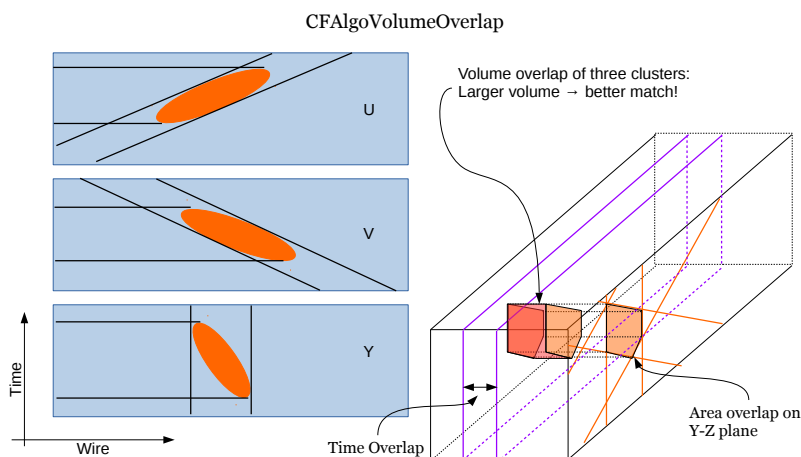 CFAlgoVolumeOverlap
Volume overlap of three clusters:
Larger volume → better match!
U
V
Y
Time
Wire
Time Overlap
Area overlap on
Y-Z plane